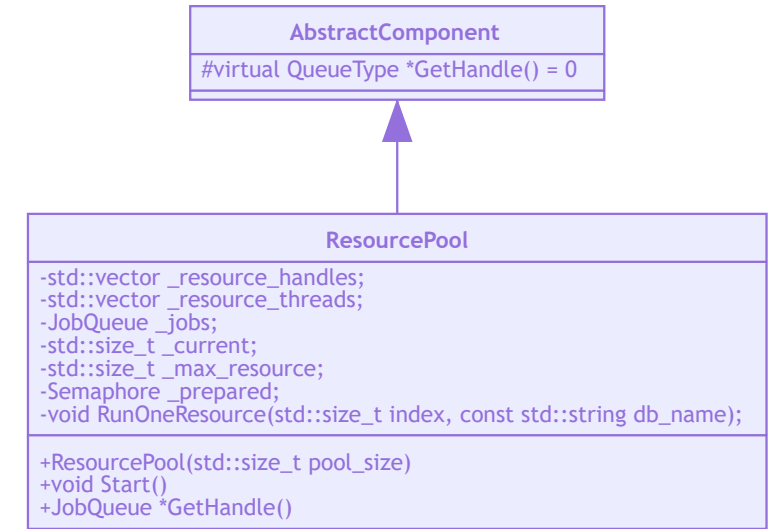 AbstractComponent
#virtual QueueType *GetHandle() = 0
ResourcePool
-std::vector _resource_handles;
-std::vector _resource_threads;
-JobQueue _jobs;
-std::size_t _current;
-std::size_t _max_resource;
-Semaphore _prepared;
-void RunOneResource(std::size_t index, const std::string db_name);
+ResourcePool(std::size_t pool_size)
+void Start()
+JobQueue *GetHandle()